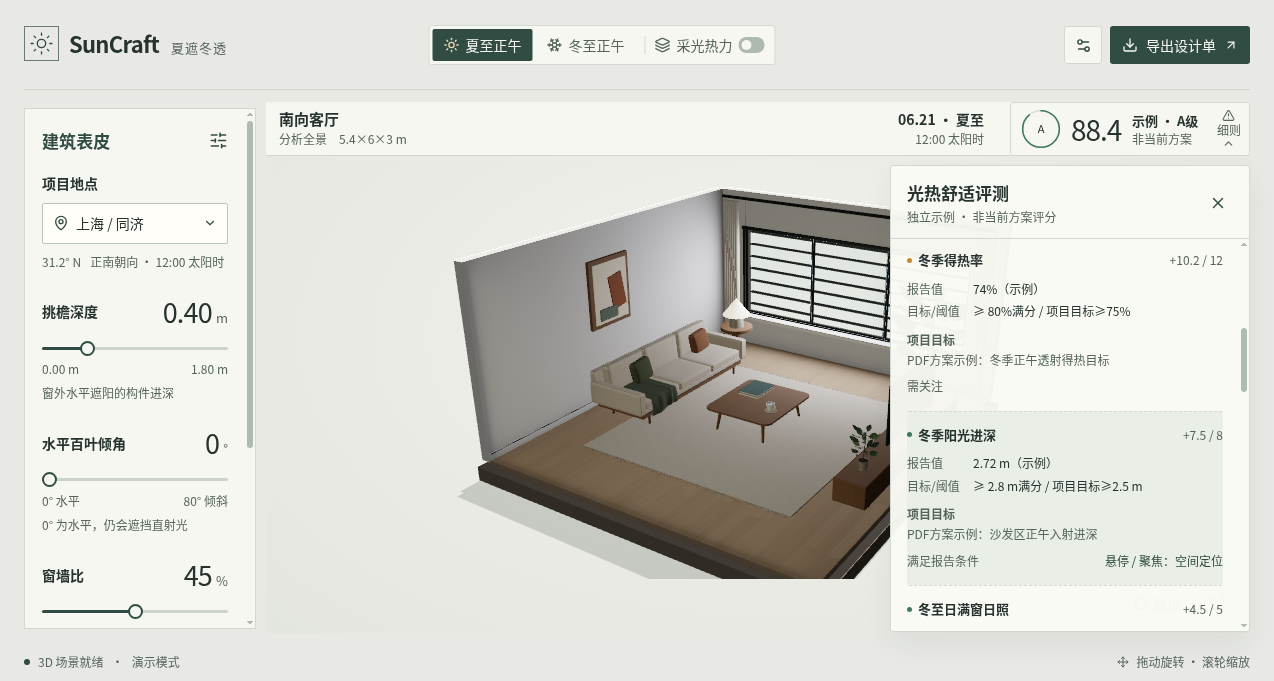 SunCraft 夏遮冬透
夏至正午 冬至正午 采光热力
导出设计单
建筑表皮
项目地点
上海 / 同济
31.2° N 正南朝向 · 12:00 太阳时
挑檐深度 0.40 m
0.00 m 1.80 m
窗外水平遮阳的构件进深
水平百叶倾角 0 °
0° 水平 80° 倾斜
0° 为水平，仍会遮挡直射光
窗墙比 45 %
南向客厅
分析全景 5.4×6×3 m
06.21 · 夏至
12:00 太阳时
A 88.4 示例 · A级
非当前方案
细则
光热舒适评测
独立示例 · 非当前方案评分
冬季得热率 +10.2 / 12
报告值 74%（示例）
目标/阈值 ≥ 80%满分 / 项目目标≥75%
项目目标
PDF方案示例：冬季正午透射得热目标
需关注
冬季阳光进深 +7.5 / 8
报告值 2.72 m（示例）
目标/阈值 ≥ 2.8 m满分 / 项目目标≥2.5 m
项目目标
PDF方案示例：沙发区正午入射进深
满足报告条件 悬停 / 聚焦：空间定位
冬至日满窗日照 +4.5 / 5
3D 场景就绪 · 演示模式
拖动旋转 · 滚轮缩放